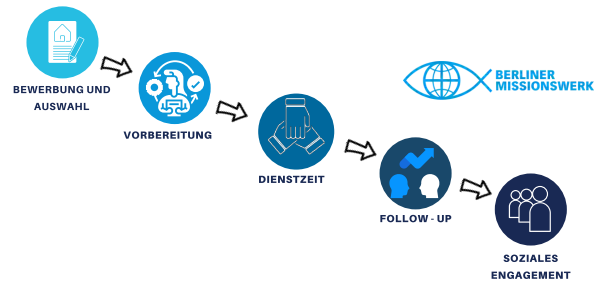 BEWERBUNG UND
AUSWAHL
VORBEREITUNG
DIENSTZEIT
FOLLOW - UP
SOZIALES
ENGAGEMENT
BERLINER
MISSIONSWERK